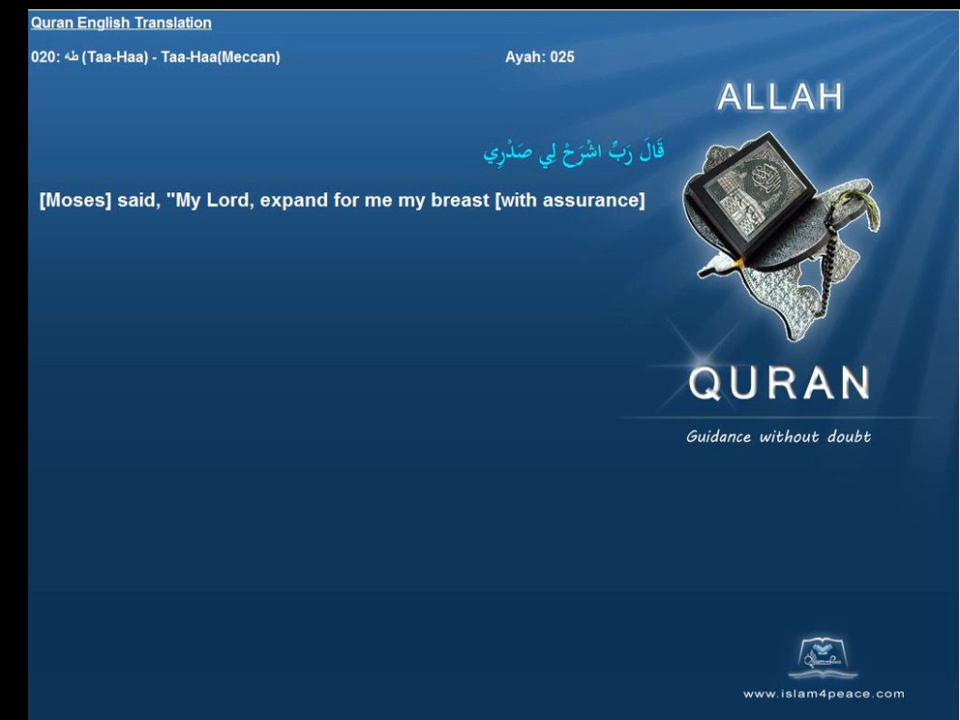 Quran English Translation
020: طه (Taa-Haa) - Taa-Haa(Meccan) Ayah: 025
ALLAH
قَالَ رَبِّ اشْرَحْ لِي صَدْرِي
[Moses] said, "My Lord, expand for me my breast [with assurance]
QURAN
Guidance without doubt
www.islam4peace.com